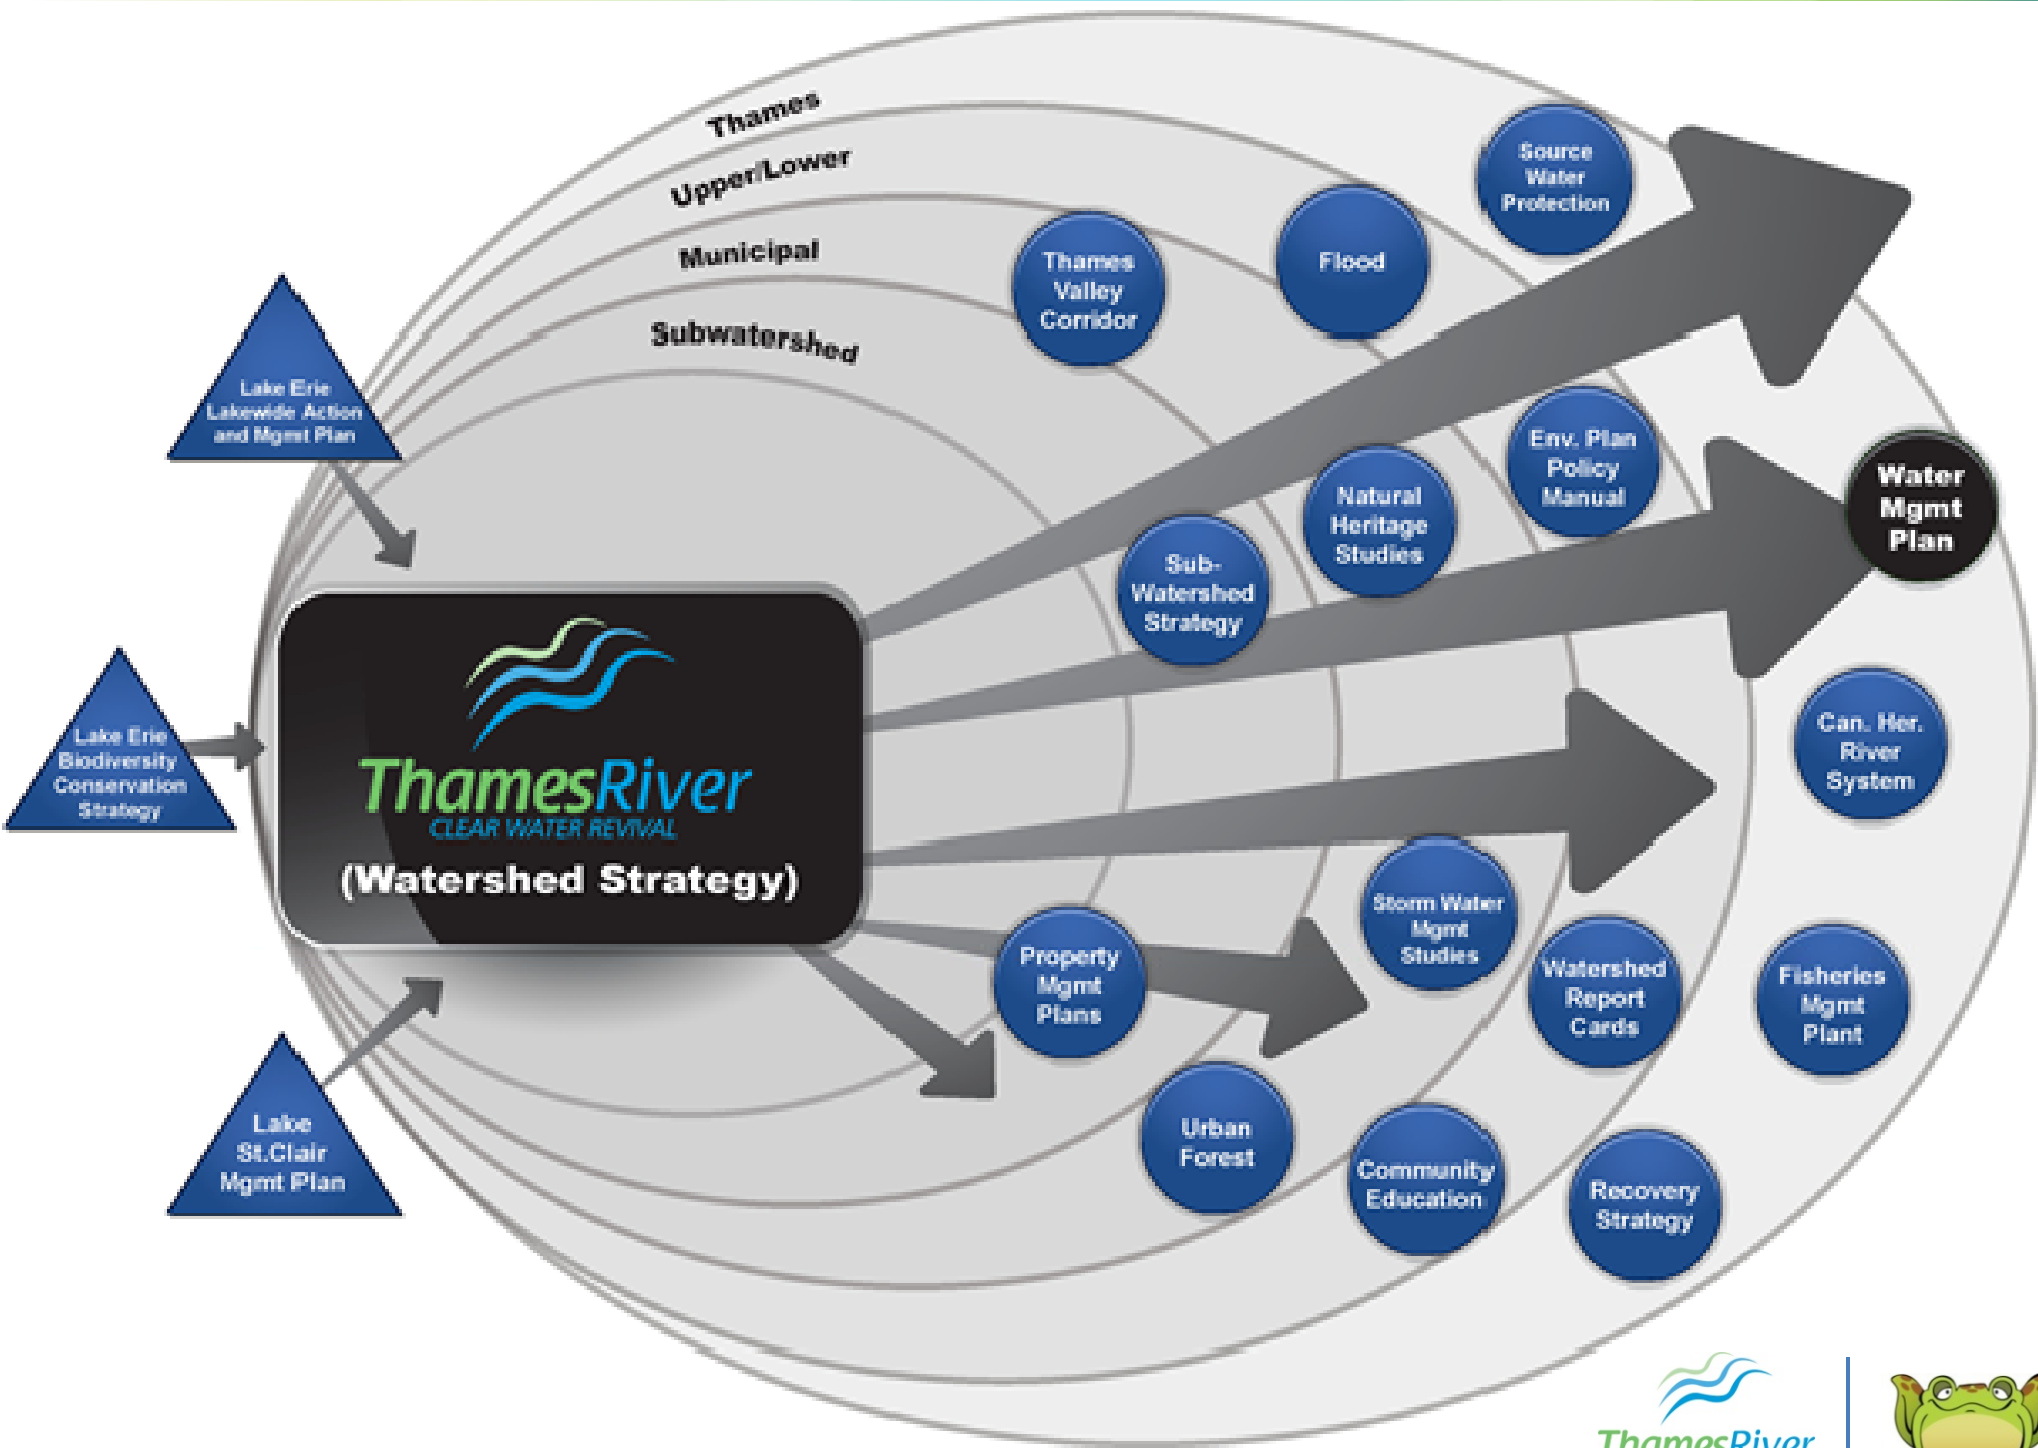 Thames
Upper/Lower
Municipal
Subwatershed
Source
Water
Protection
Flood
Thames
Valley
Corridor
Lake Erie
Lakewide Action
and Mgmt Plan
Env. Plan
Policy
Manual
Natural
Heritage
Studies
Water
Mgmt
Plan
Sub-
Watershed
Strategy
Lake Erie
Biodiversity
Conservation
Strategy
ThamesRiver
CLEAR WATER REVIVAL
(Watershed Strategy)
Can. Her.
River
System
Storm Water
Mgmt
Studies
Property
Mgmt
Plans
Watershed
Report
Cards
Fisheries
Mgmt
Plant
Lake
St.Clair
Mgmt Plan
Urban
Forest
Community
Education
Recovery
Strategy
ThamesRiver